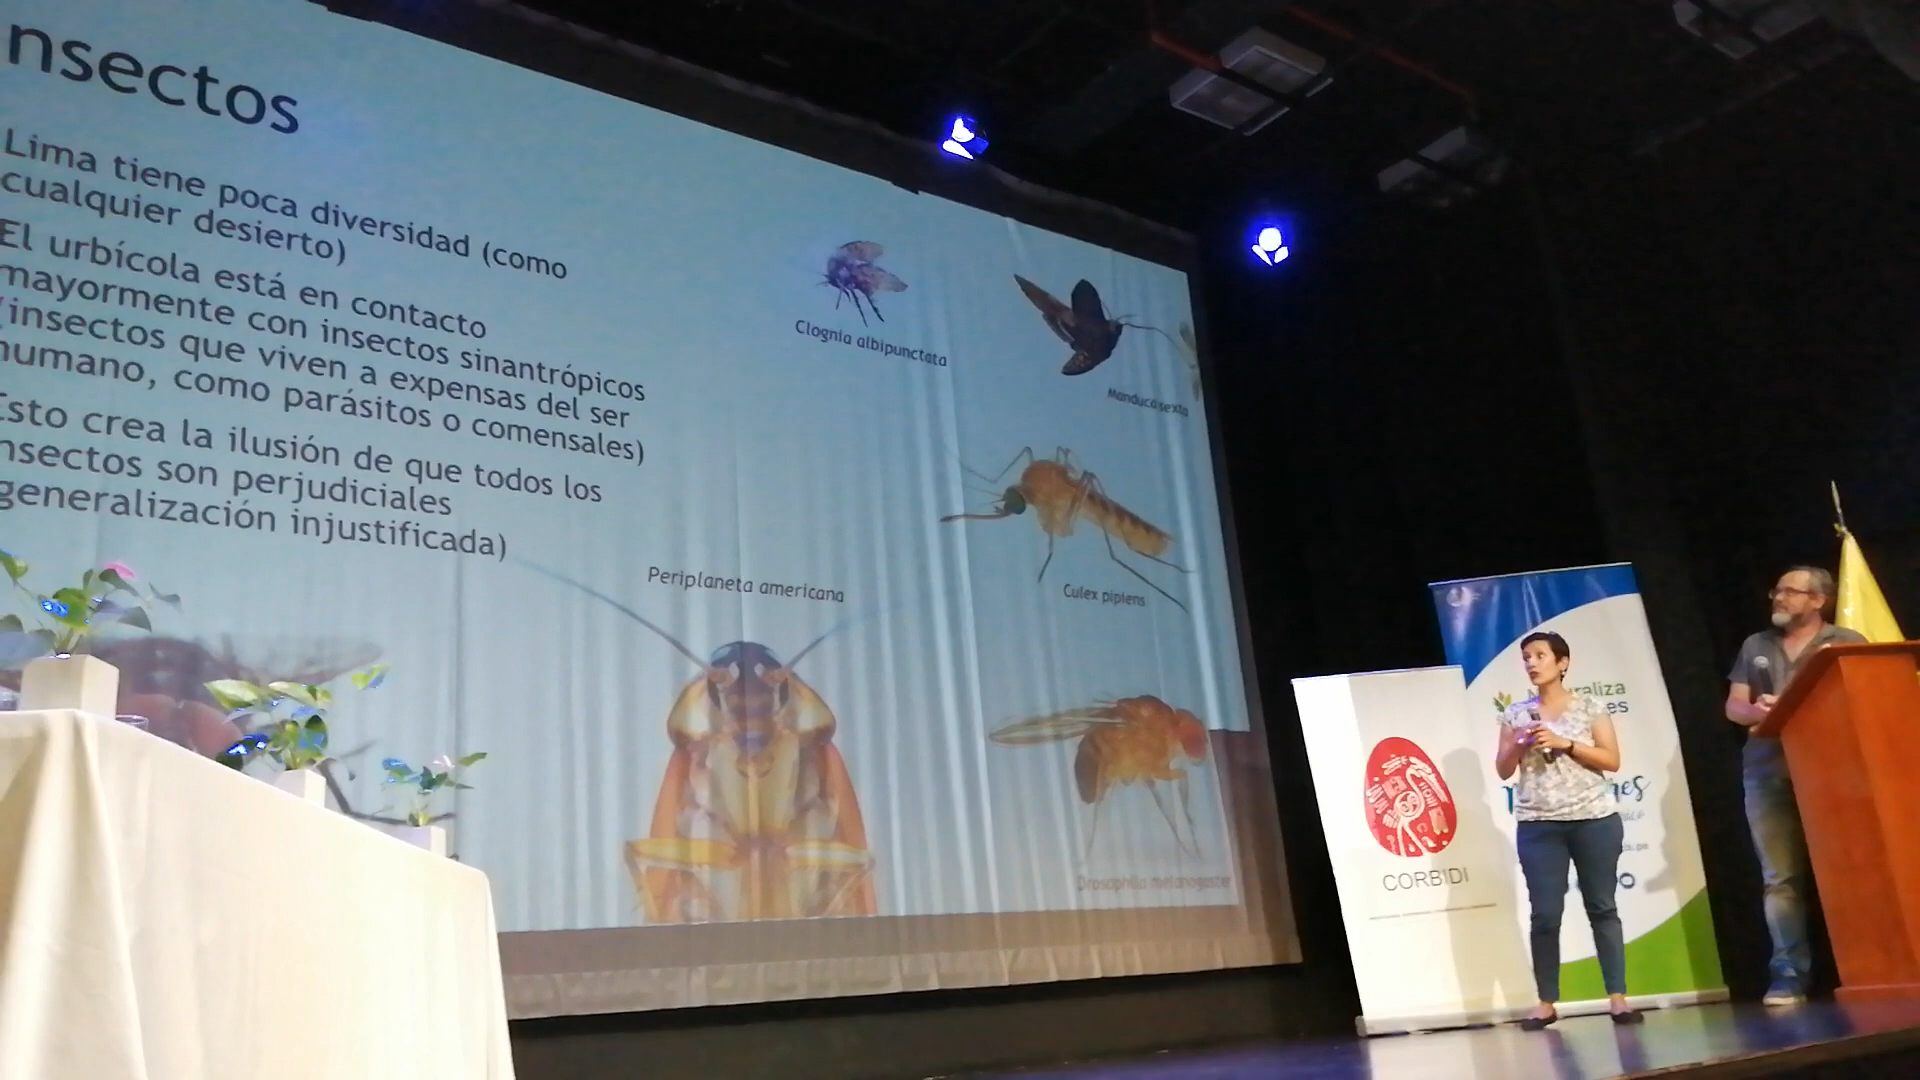 nsectos
Lima tiene poca diversidad (como
cualquier desierto)
El urbícola está en contacto
mayormente con insectos sinantrópicos
(insectos que viven a expensas del ser
humano, como parásitos o comensales)
Esto crea la ilusión de que todos los
nsectos son perjudiciales
generalización injustificada)
Clognia albipunctata
Manduca sexta
Periplaneta americana
Culex pipiens
Drosophila melanogaster
CORBIDI